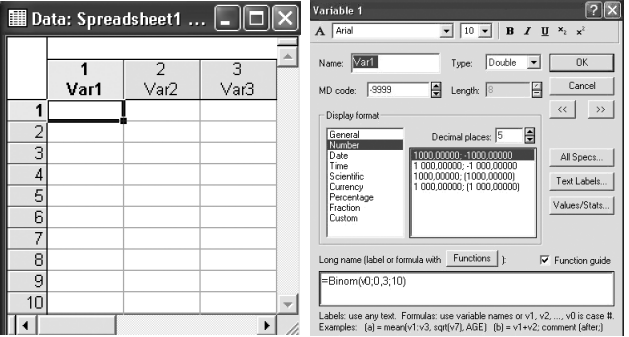 Data: Spreadsheet1 ...
1 2 3
Var1 Var2 Var3
1
2
3
4
5
6
7
8
9
10
Variable 1
A Arial 10 B I U x₂ x²
Name: Var1 Type: Double OK
MD code: -9999 Length: 8 Cancel
<< >>
Display format
General
Number
Date
Time
Scientific
Currency
Percentage
Fraction
Custom
Decimal places: 5
1000,00000; -1000,00000
1 000,00000; -1 000,00000
1000,00000; (1000,00000)
1 000,00000; (1 000,00000)
All Specs...
Text Labels...
Values/Stats...
Long name (label or formula with Functions ): Function guide
=Binom(v0;0,3;10)
Labels: use any text. Formulas: use variable names or v1, v2, ..., v0 is case #.
Examples: (a) = mean(v1:v3, sqrt(v7), AGE) (b) = v1+v2; comment (after;)